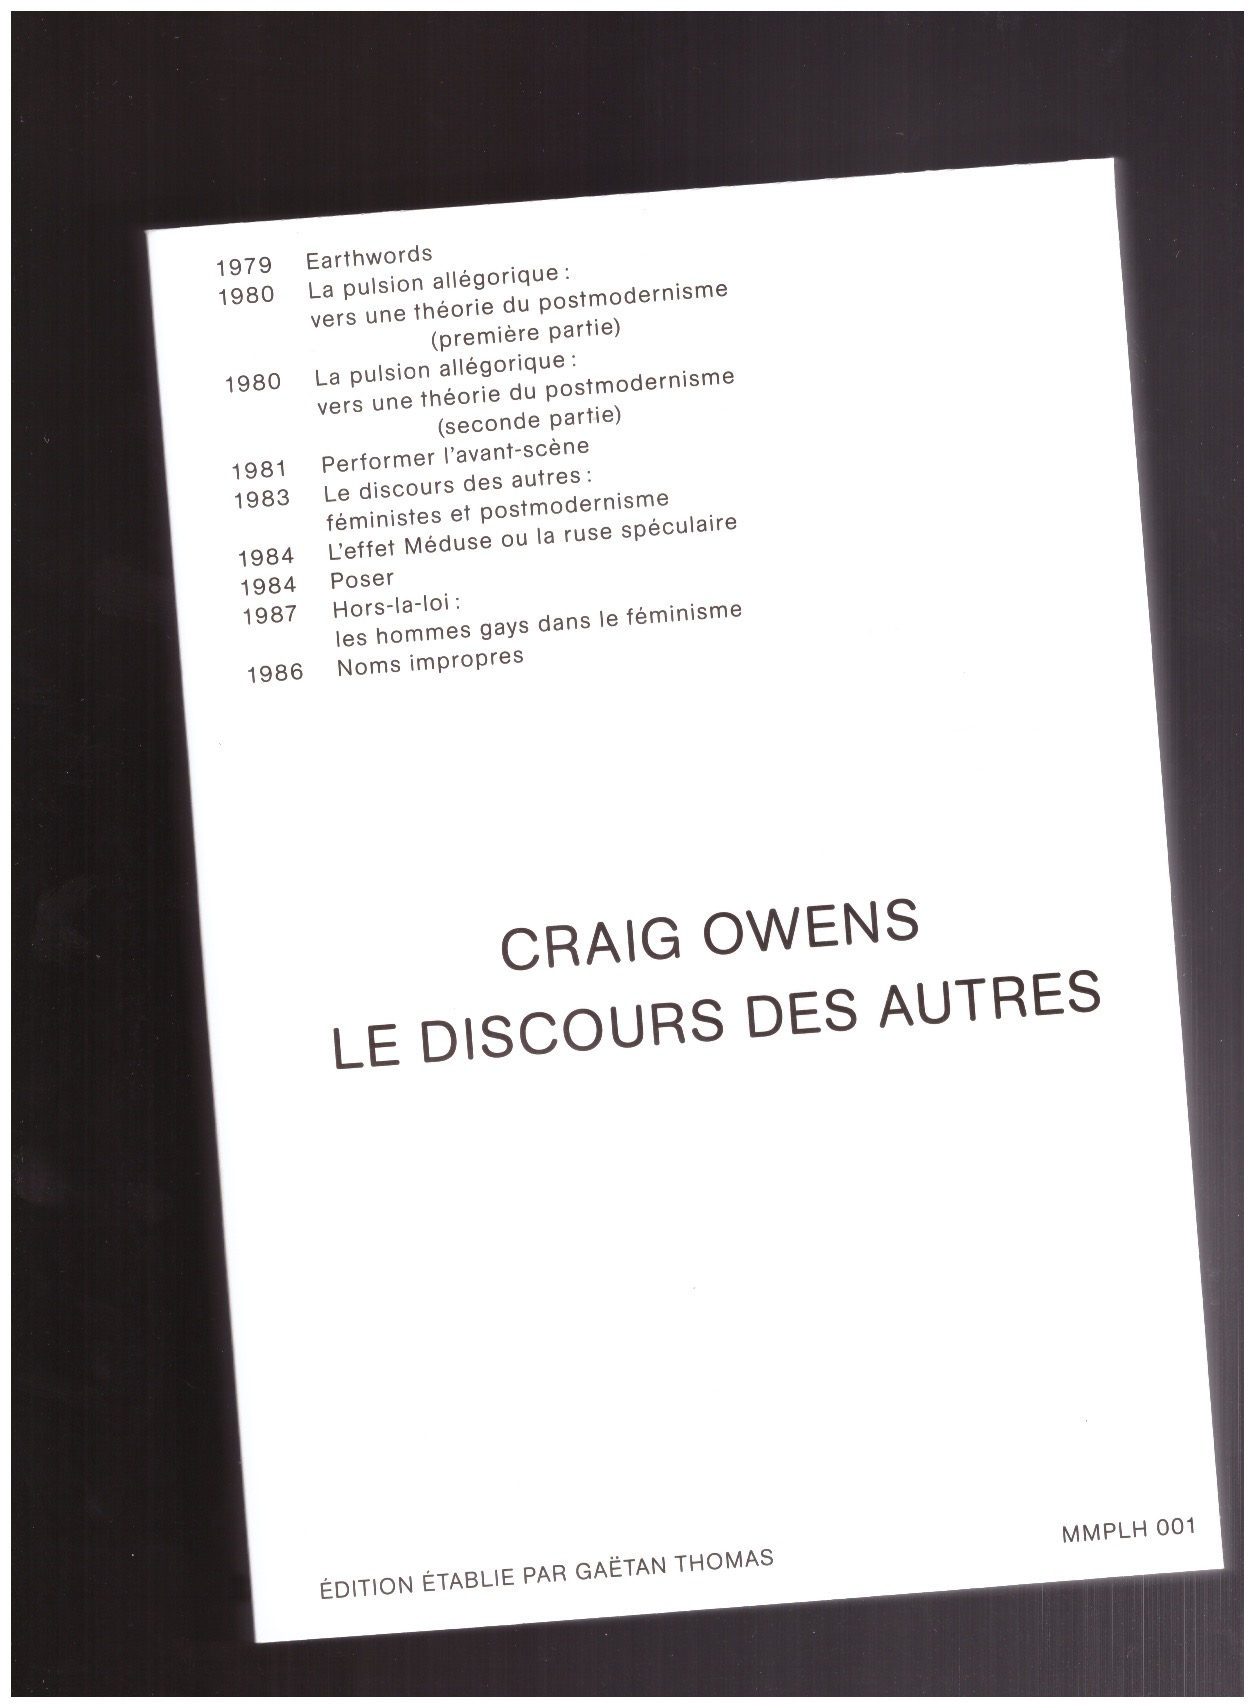 1979 Earthwords
1980 La pulsion allégorique :
vers une théorie du postmodernisme
(première partie)
1980 La pulsion allégorique :
vers une théorie du postmodernisme
(seconde partie)
1981 Performer l'avant-scène
1983 Le discours des autres :
féministes et postmodernisme
1984 L'effet Méduse ou la ruse spéculaire
1984 Poser
1987 Hors-la-loi :
les hommes gays dans le féminisme
1986 Noms impropres
CRAIG OWENS
LE DISCOURS DES AUTRES
ÉDITION ÉTABLIE PAR GAËTAN THOMAS
MMPLH 001